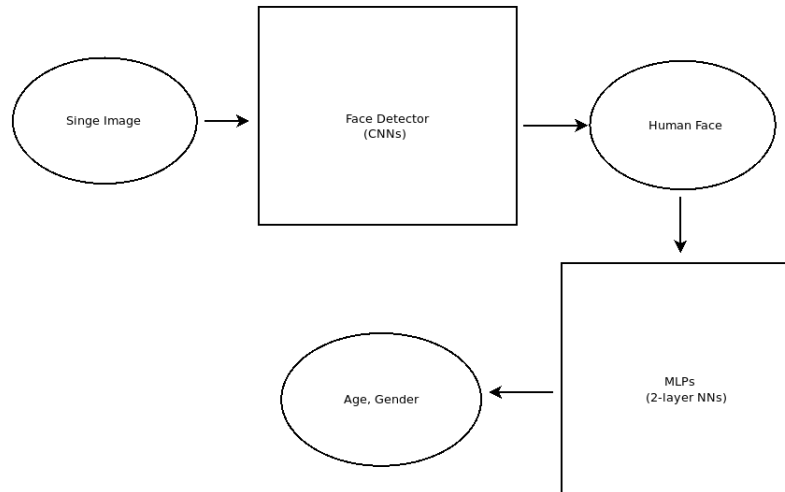 Singe Image
Face Detector
(CNNs)
Human Face
MLPs
(2-layer NNs)
Age, Gender